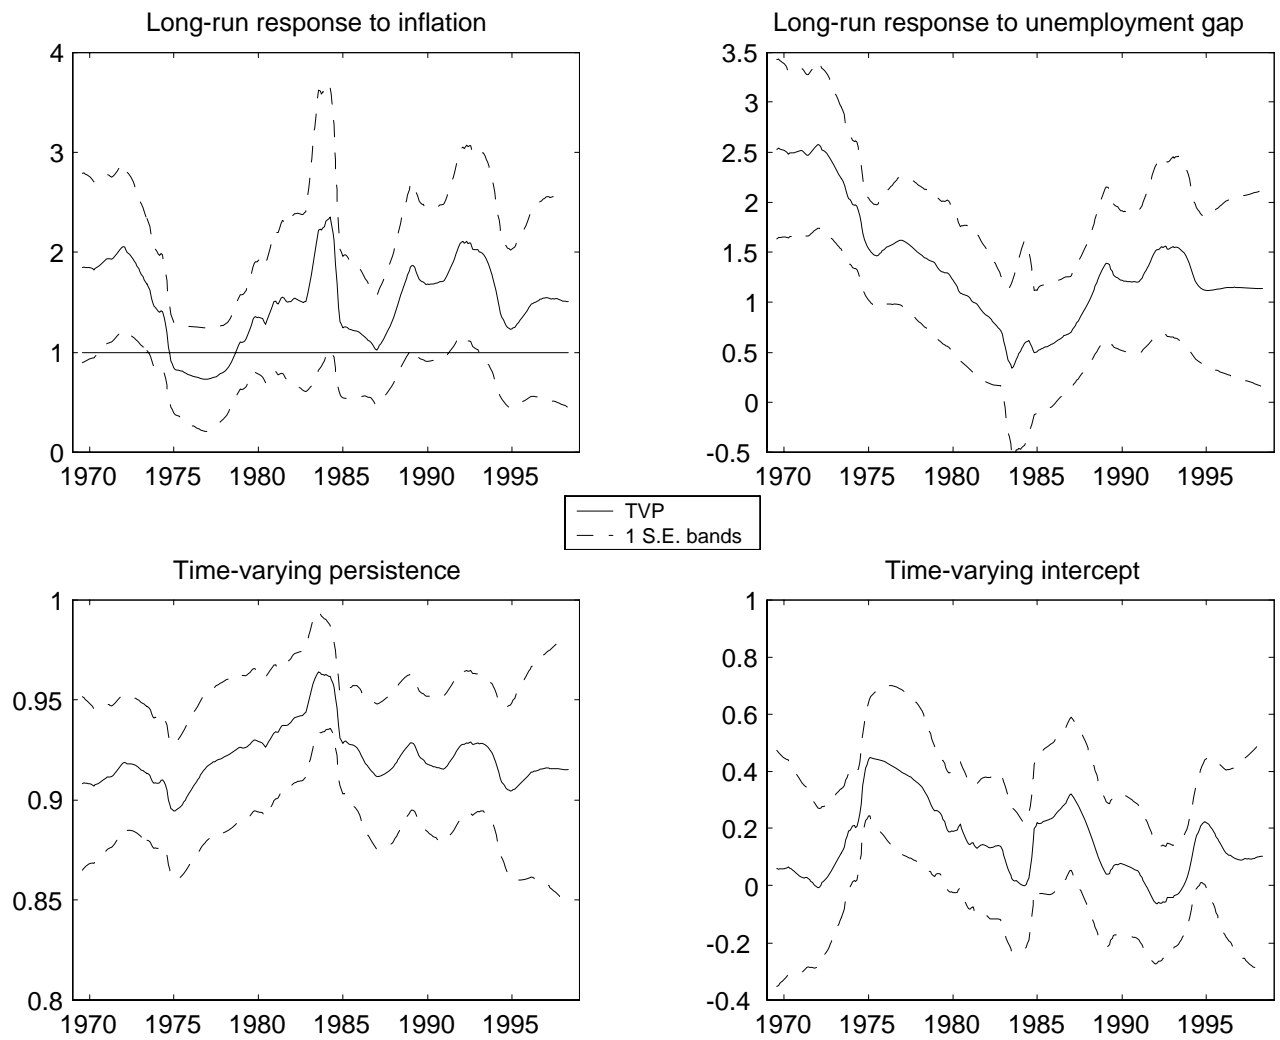 Long-run response to inflation
4
3
2
1
0
1970 1975 1980 1985 1990 1995
Long-run response to unemployment gap
3.5
3
2.5
2
1.5
1
0.5
0
-0.5
1970 1975 1980 1985 1990 1995
TVP
1 S.E. bands
Time-varying persistence
1
0.95
0.9
0.85
0.8
1970 1975 1980 1985 1990 1995
Time-varying intercept
1
0.8
0.6
0.4
0.2
0
-0.2
-0.4
1970 1975 1980 1985 1990 1995